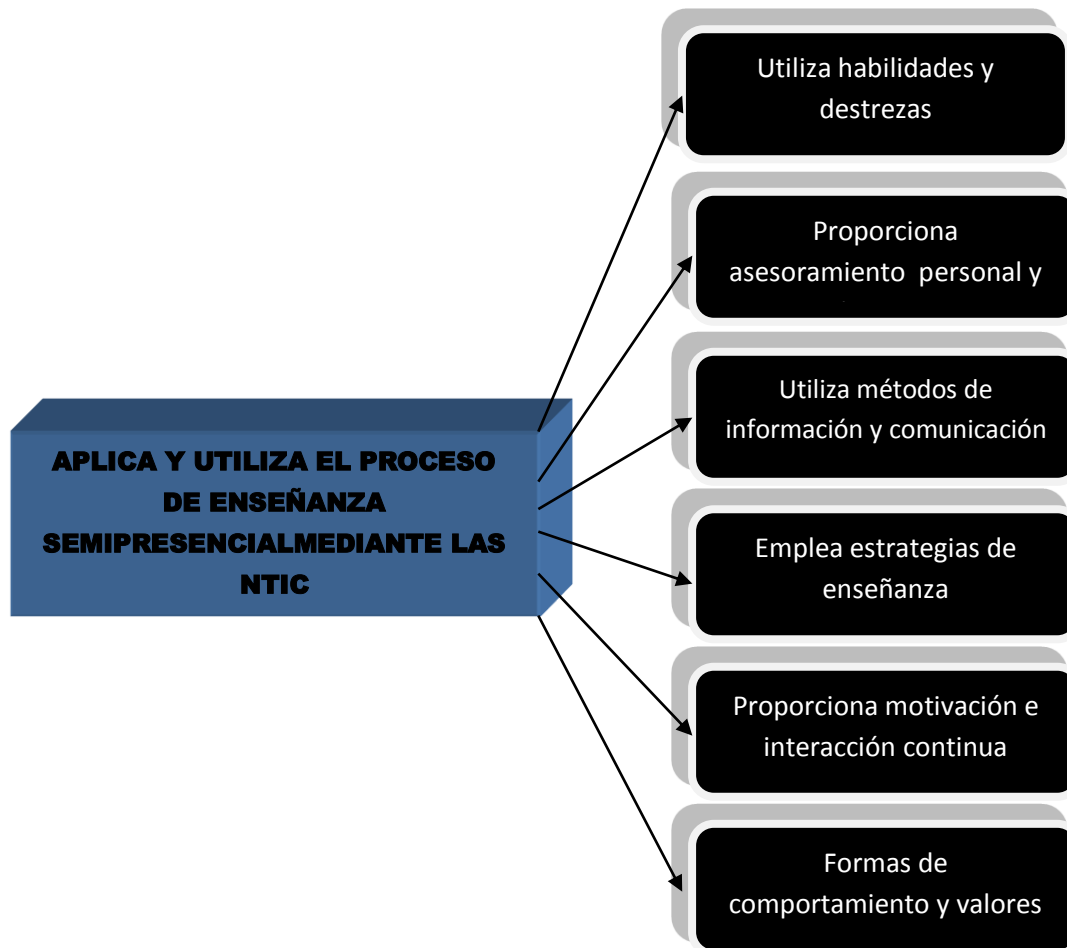 Utiliza habilidades y
destrezas
Proporciona
asesoramiento personal y
Utiliza métodos de
información y comunicación
APLICA Y UTILIZA EL PROCESO
DE ENSEÑANZA
SEMIPRESENCIALMEDIANTE LAS
NTIC
Emplea estrategias de
enseñanza
Proporciona motivación e
interacción continua
Formas de
comportamiento y valores